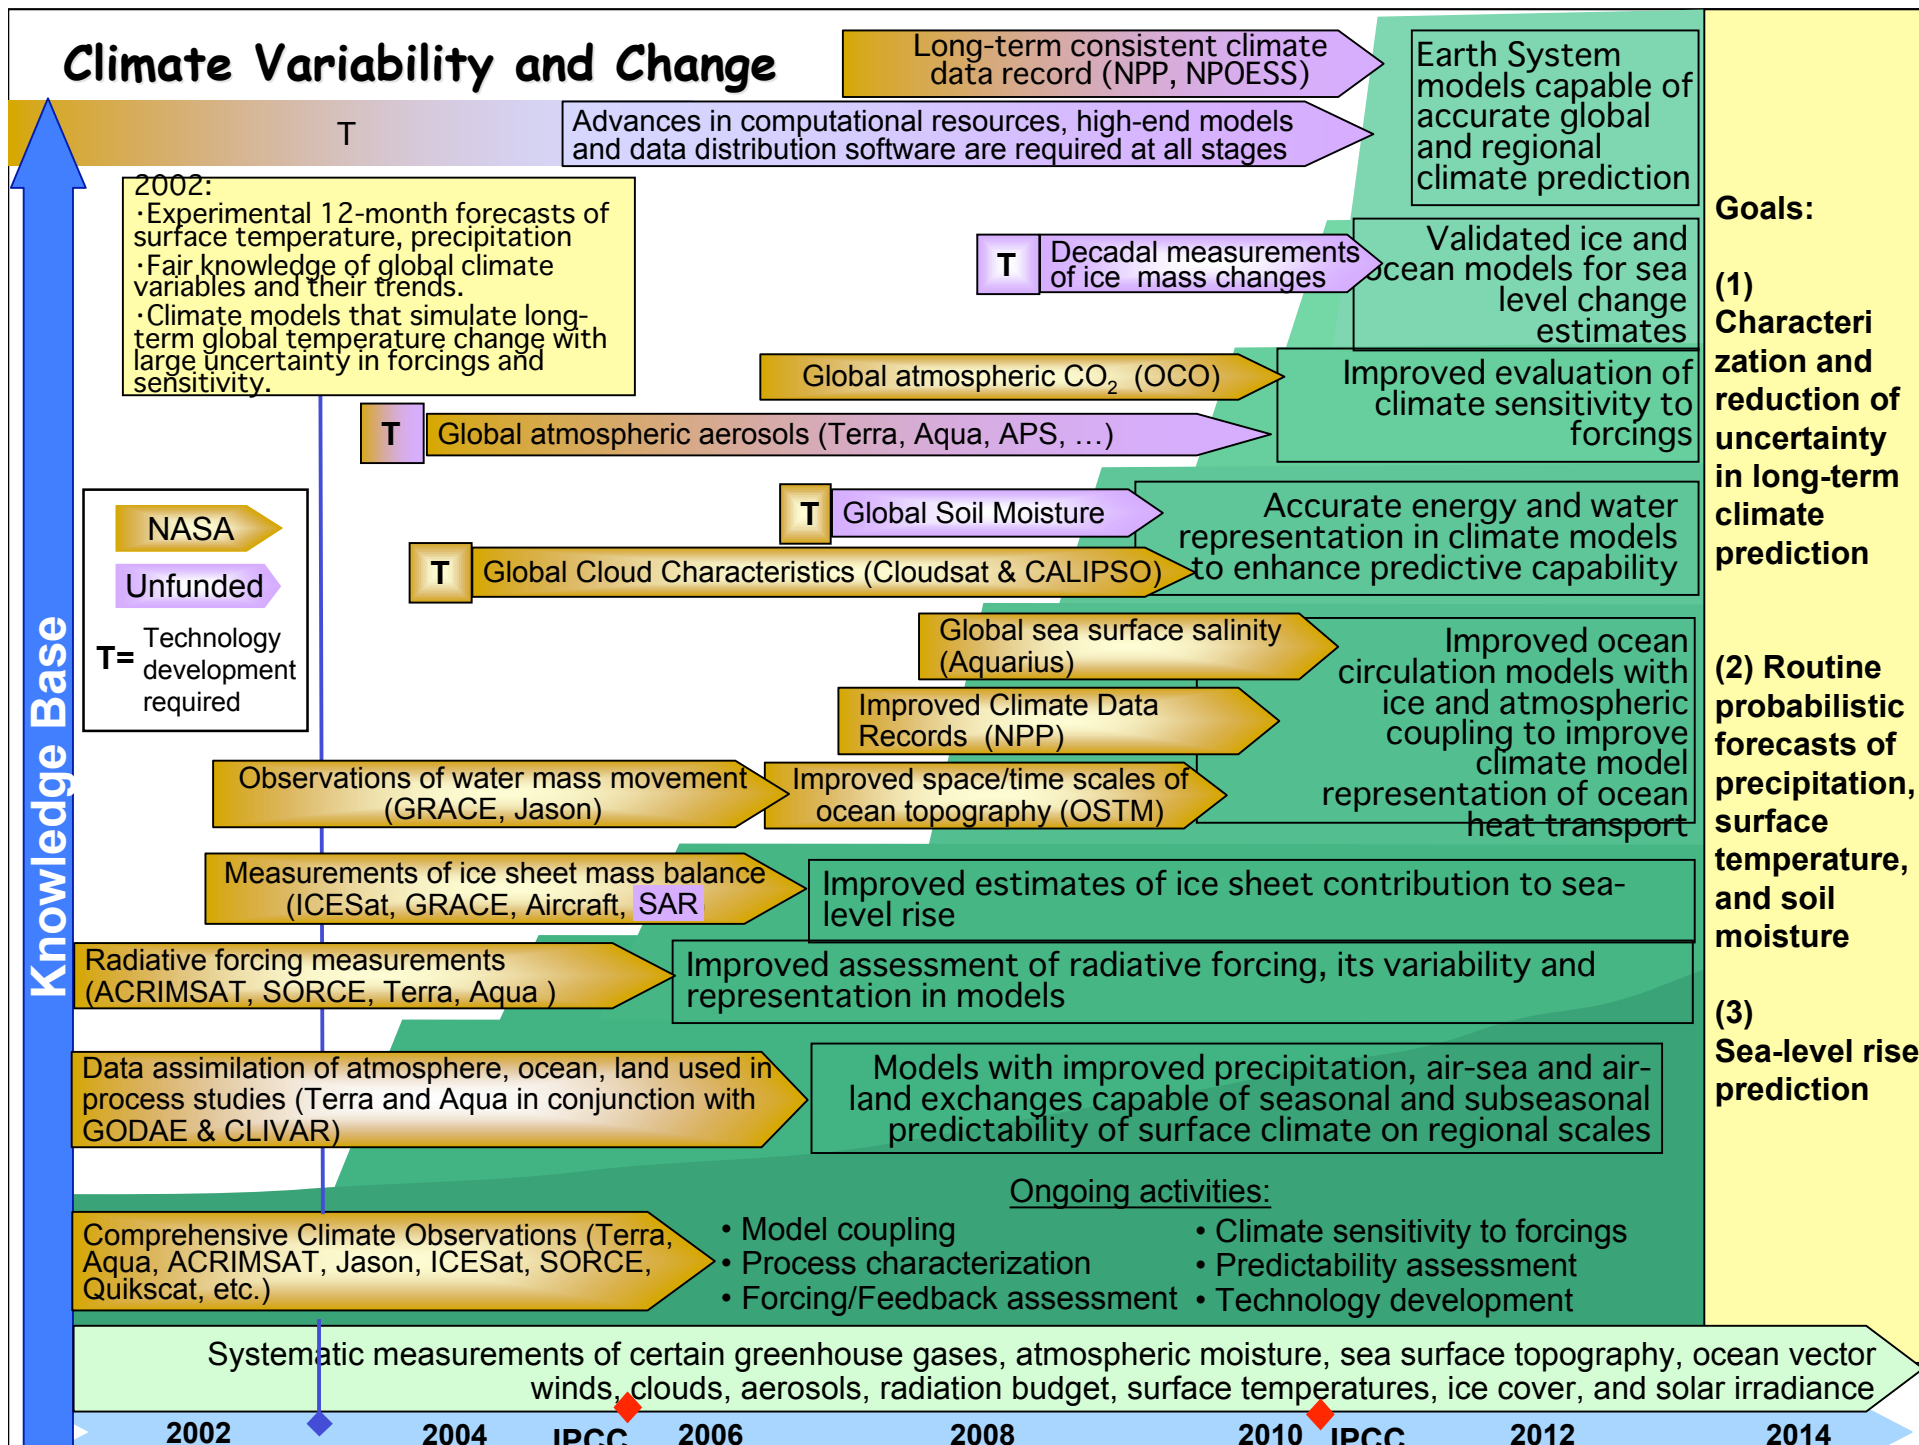 Climate Variability and Change
Long-term consistent climate
data record (NPP, NPOESS)
T
Advances in computational resources, high-end models
and data distribution software are required at all stages
Earth System
models capable of
accurate global
and regional
climate prediction
2002:
·Experimental 12-month forecasts of
surface temperature, precipitation
·Fair knowledge of global climate
variables and their trends.
·Climate models that simulate long-
term global temperature change with
large uncertainty in forcings and
sensitivity.
T
Decadal measurements
of ice mass changes
Validated ice and
ocean models for sea
level change
estimates
Global atmospheric CO₂ (OCO)
T
Global atmospheric aerosols (Terra, Aqua, APS, …)
Improved evaluation of
climate sensitivity to
forcings
NASA
Unfunded
T= Technology
development
required
T
Global Soil Moisture
T
Global Cloud Characteristics (Cloudsat & CALIPSO)
Accurate energy and water
representation in climate models
to enhance predictive capability
Global sea surface salinity
(Aquarius)
Improved Climate Data
Records (NPP)
Observations of water mass movement
(GRACE, Jason)
Improved space/time scales of
ocean topography (OSTM)
Improved ocean
circulation models with
ice and atmospheric
coupling to improve
climate model
representation of ocean
heat transport
Measurements of ice sheet mass balance
(ICESat, GRACE, Aircraft, SAR
Improved estimates of ice sheet contribution to sea-
level rise
Radiative forcing measurements
(ACRIMSAT, SORCE, Terra, Aqua )
Improved assessment of radiative forcing, its variability and
representation in models
Data assimilation of atmosphere, ocean, land used in
process studies (Terra and Aqua in conjunction with
GODAE & CLIVAR)
Models with improved precipitation, air-sea and air-
land exchanges capable of seasonal and subseasonal
predictability of surface climate on regional scales
Comprehensive Climate Observations (Terra,
Aqua, ACRIMSAT, Jason, ICESat, SORCE,
Quikscat, etc.)
Ongoing activities:
• Model coupling
• Process characterization
• Forcing/Feedback assessment
• Climate sensitivity to forcings
• Predictability assessment
• Technology development
Systematic measurements of certain greenhouse gases, atmospheric moisture, sea surface topography, ocean vector
winds, clouds, aerosols, radiation budget, surface temperatures, ice cover, and solar irradiance
2002 2004 IPCC 2006 2008 2010 IPCC 2012 2014
Knowledge Base
Goals:
(1)
Characteri
zation and
reduction of
uncertainty
in long-term
climate
prediction
(2) Routine
probabilistic
forecasts of
precipitation,
surface
temperature,
and soil
moisture
(3)
Sea-level rise
prediction